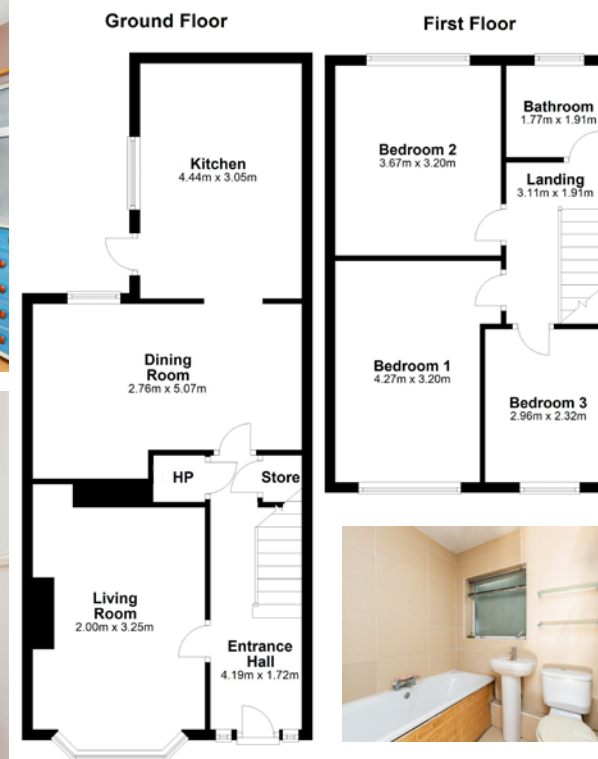 Ground Floor
First Floor
Kitchen
4.44m x 3.05m
Dining
Room
2.76m x 5.07m
HP
Store
Living
Room
2.00m x 3.25m
Entrance
Hall
4.19m x 1.72m
Bedroom 2
3.67m x 3.20m
Bathroom
1.77m x 1.91m
Landing
3.11m x 1.91m
Bedroom 1
4.27m x 3.20m
Bedroom 3
2.96m x 2.32m